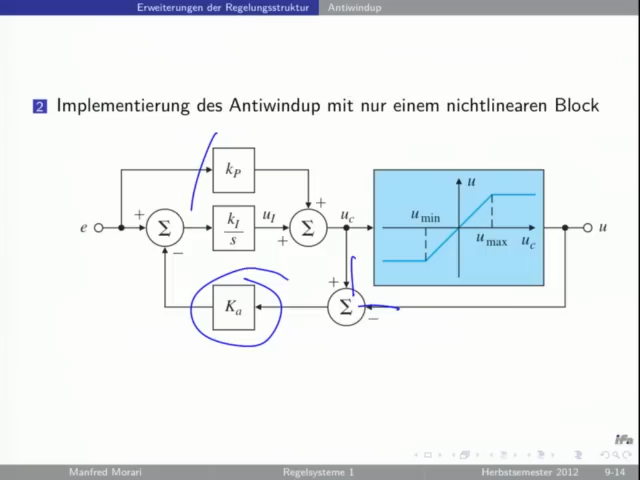 Erweiterungen der Regelungsstruktur Antiwindup
2 Implementierung des Antiwindup mit nur einem nichtlinearen Block
k_P
u
+ + u_min
e Σ k_I/s u_I Σ u_c u
− + u_max u_c
+
K_a Σ
−
ifa
Manfred Morari Regelsysteme 1 Herbstsemester 2012 9-14